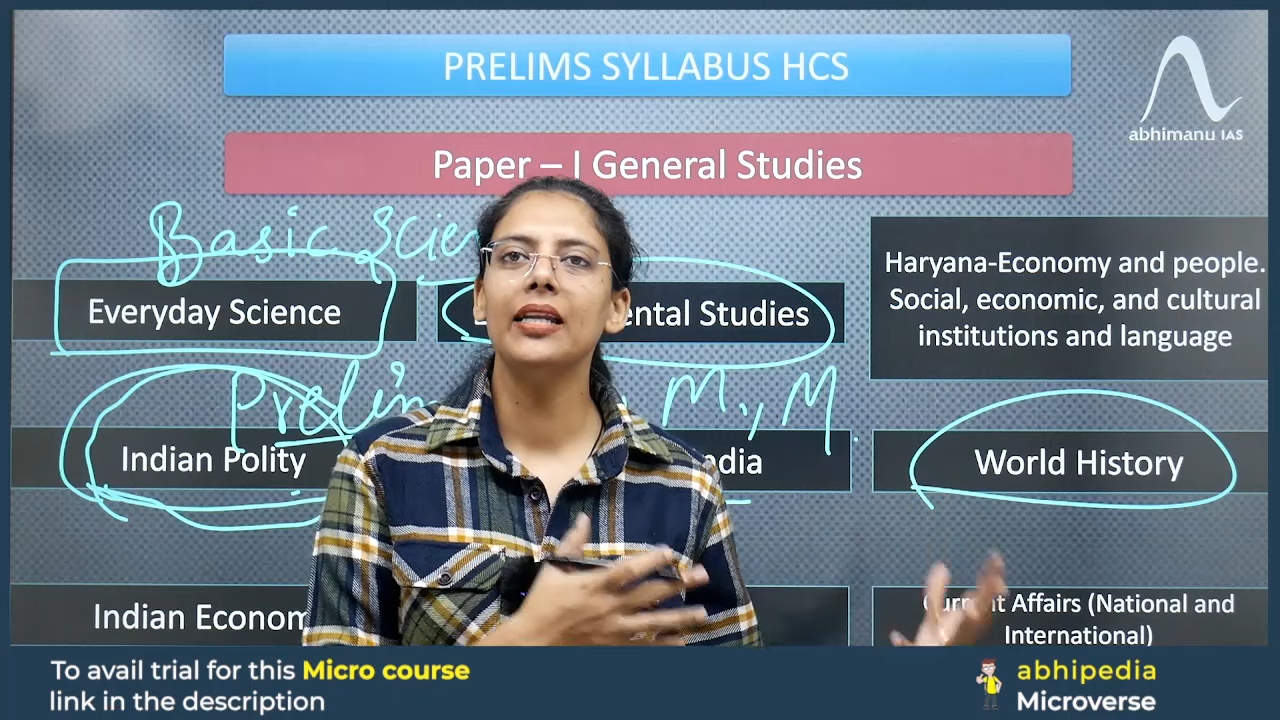 PRELIMS SYLLABUS HCS
abhimanu IAS
Paper – I General Studies
Basic Scie
Everyday Science
ental Studies
Haryana-Economy and people.
Social, economic, and cultural
institutions and language
Prelim M, M.
Indian Polity
ndia
World History
Indian Econom
Current Affairs (National and
International)
To avail trial for this Micro course
link in the description
abhipedia
Microverse